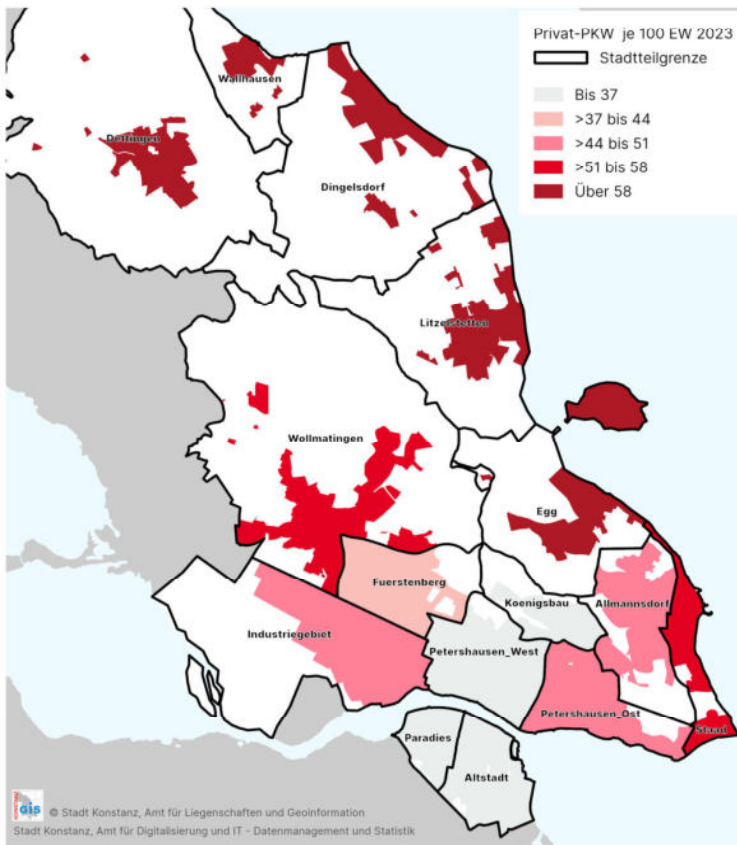 Privat-PKW je 100 EW 2023
Stadtteilgrenze
Bis 37
>37 bis 44
>44 bis 51
>51 bis 58
Über 58
Wallhausen
Dettingen
Dingelsdorf
Litzelstetten
Wollmatingen
Egg
Fuerstenberg
Koenigsbau
Allmannsdorf
Industriegebiet
Petershausen_West
Petershausen_Ost
Staad
Paradies
Altstadt
GIS
© Stadt Konstanz, Amt für Liegenschaften und Geoinformation
Stadt Konstanz, Amt für Digitalisierung und IT - Datenmanagement und Statistik